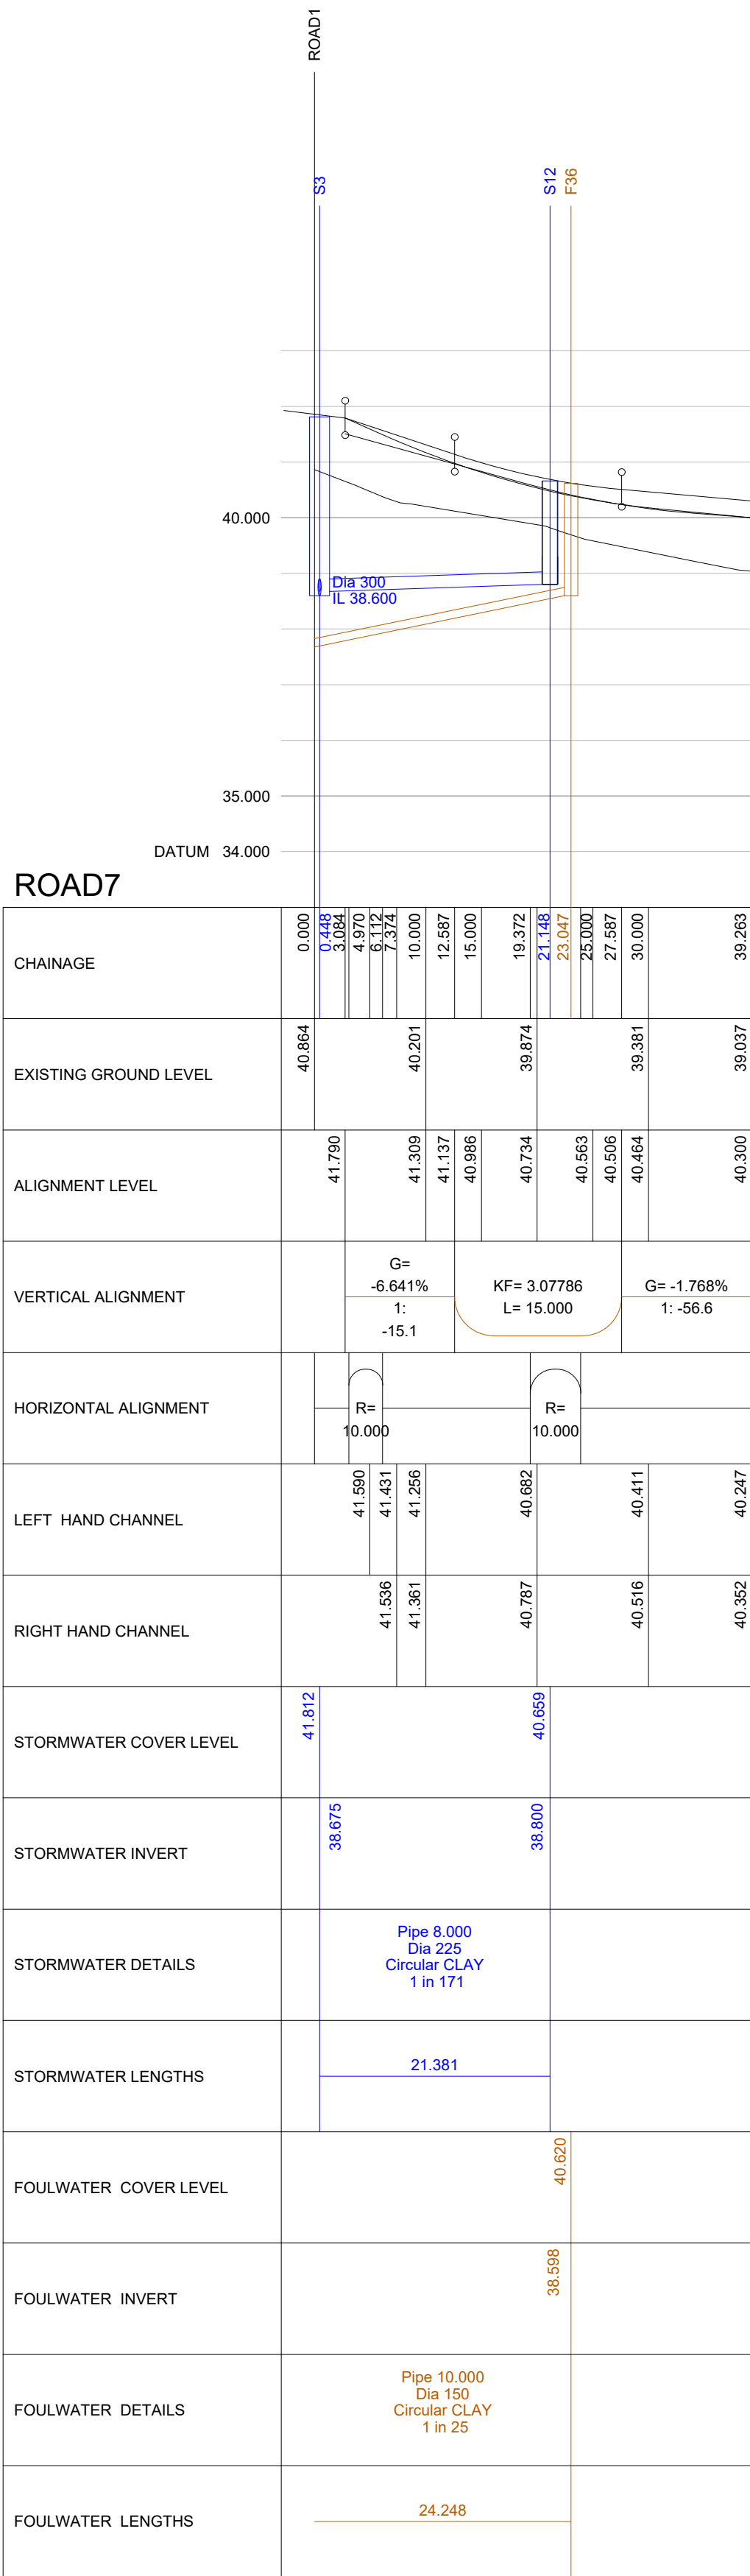 ROAD1
S3
S12
F36
40.000
Dia 300
IL 38.600
35.000
DATUM 34.000
ROAD7
CHAINAGE
0.000
0.448
3.084
4.970
6.112
7.374
10.000
12.587
15.000
19.372
21.148
23.047
25.000
27.587
30.000
39.263
EXISTING GROUND LEVEL
40.864
40.201
39.874
39.381
39.037
ALIGNMENT LEVEL
41.790
41.309
41.137
40.986
40.734
40.563
40.506
40.464
40.300
VERTICAL ALIGNMENT
G=
-6.641%
1:
-15.1
KF= 3.07786
L= 15.000
G= -1.768%
1: -56.6
HORIZONTAL ALIGNMENT
R=
10.000
R=
10.000
LEFT HAND CHANNEL
41.590
41.431
41.256
40.682
40.411
40.247
RIGHT HAND CHANNEL
41.536
41.361
40.787
40.516
40.352
STORMWATER COVER LEVEL
41.812
40.659
STORMWATER INVERT
38.675
38.800
STORMWATER DETAILS
Pipe 8.000
Dia 225
Circular CLAY
1 in 171
STORMWATER LENGTHS
21.381
FOULWATER COVER LEVEL
40.620
FOULWATER INVERT
38.598
FOULWATER DETAILS
Pipe 10.000
Dia 150
Circular CLAY
1 in 25
FOULWATER LENGTHS
24.248